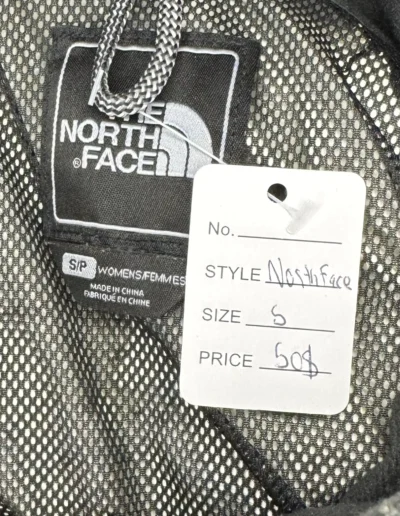 THE
NORTH
®FACE
S/P WOMENS/FEMMES
MADE IN CHINA
FABRIQUÉ EN CHINE
No.
STYLE NorthFace
SIZE S
PRICE 50$